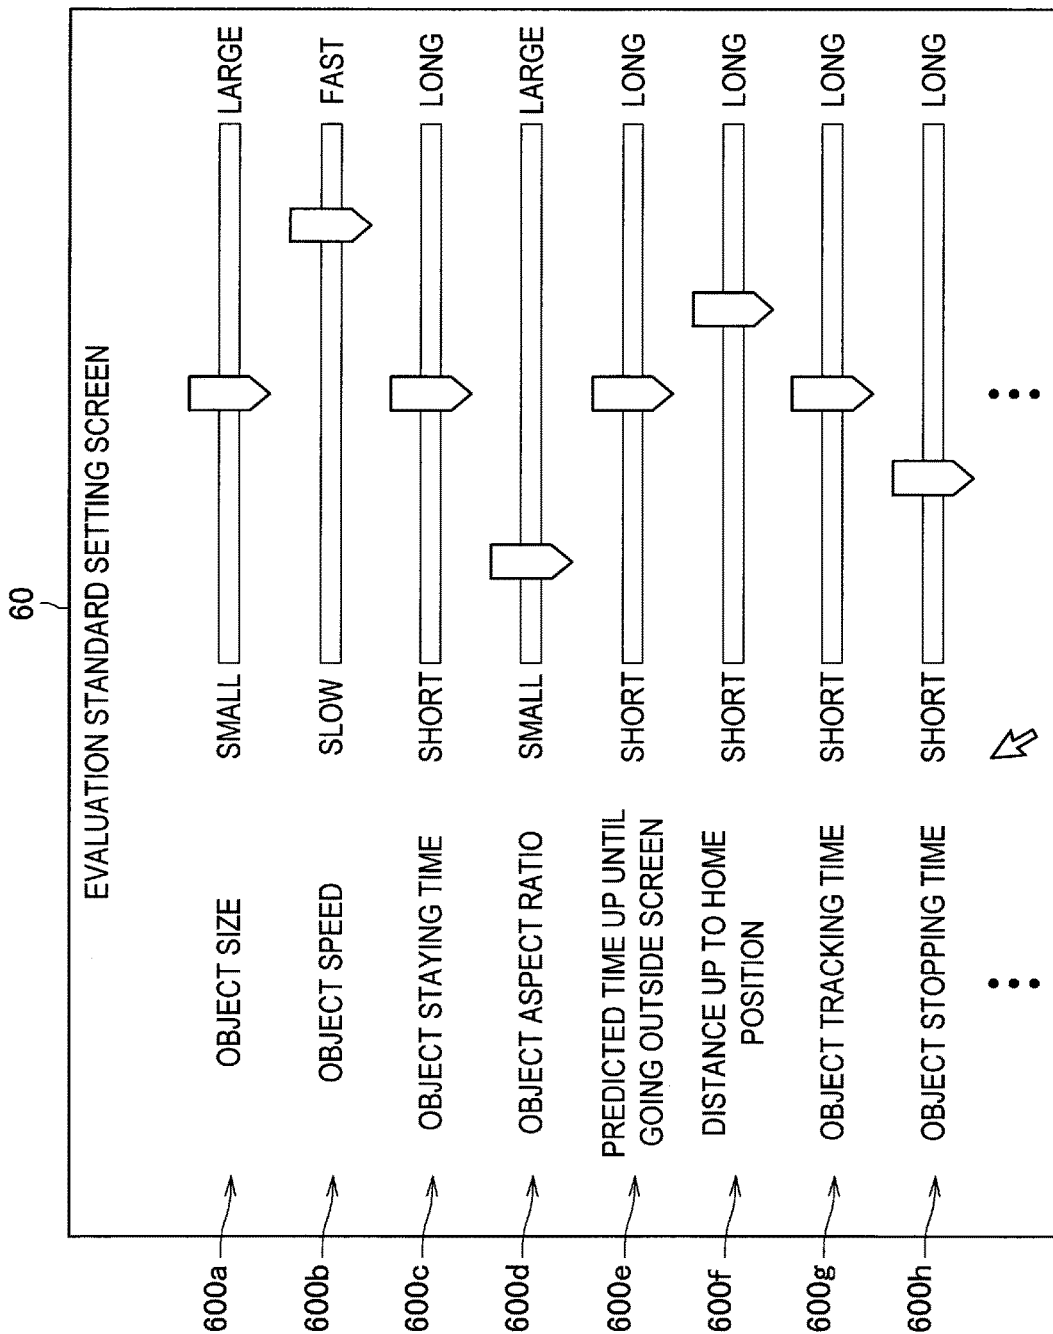 60
EVALUATION STANDARD SETTING SCREEN
600a OBJECT SIZE SMALL LARGE
600b OBJECT SPEED SLOW FAST
600c OBJECT STAYING TIME SHORT LONG
600d OBJECT ASPECT RATIO SMALL LARGE
600e PREDICTED TIME UP UNTIL
GOING OUTSIDE SCREEN SHORT LONG
600f DISTANCE UP TO HOME
POSITION SHORT LONG
600g OBJECT TRACKING TIME SHORT LONG
600h OBJECT STOPPING TIME SHORT LONG